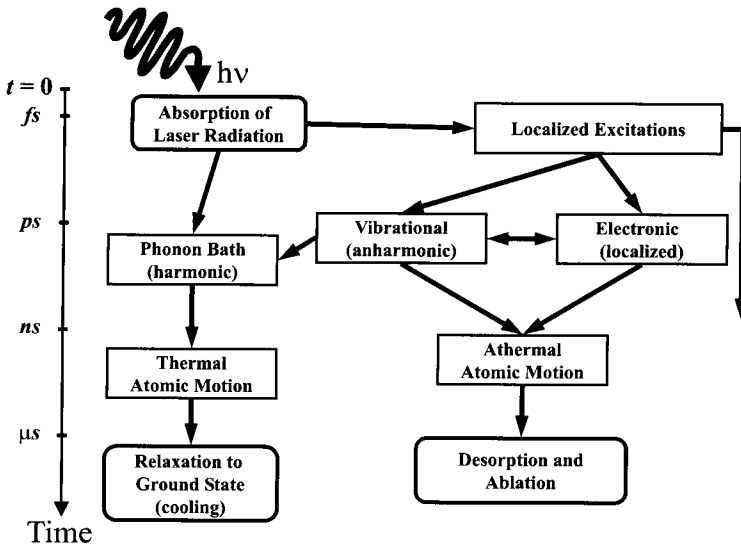 hν
t = 0
fs
Absorption of
Laser Radiation
Localized Excitations
ps
Vibrational
(anharmonic)
Electronic
(localized)
Phonon Bath
(harmonic)
ns
Thermal
Atomic Motion
Athermal
Atomic Motion
μs
Relaxation to
Ground State
(cooling)
Desorption and
Ablation
Time